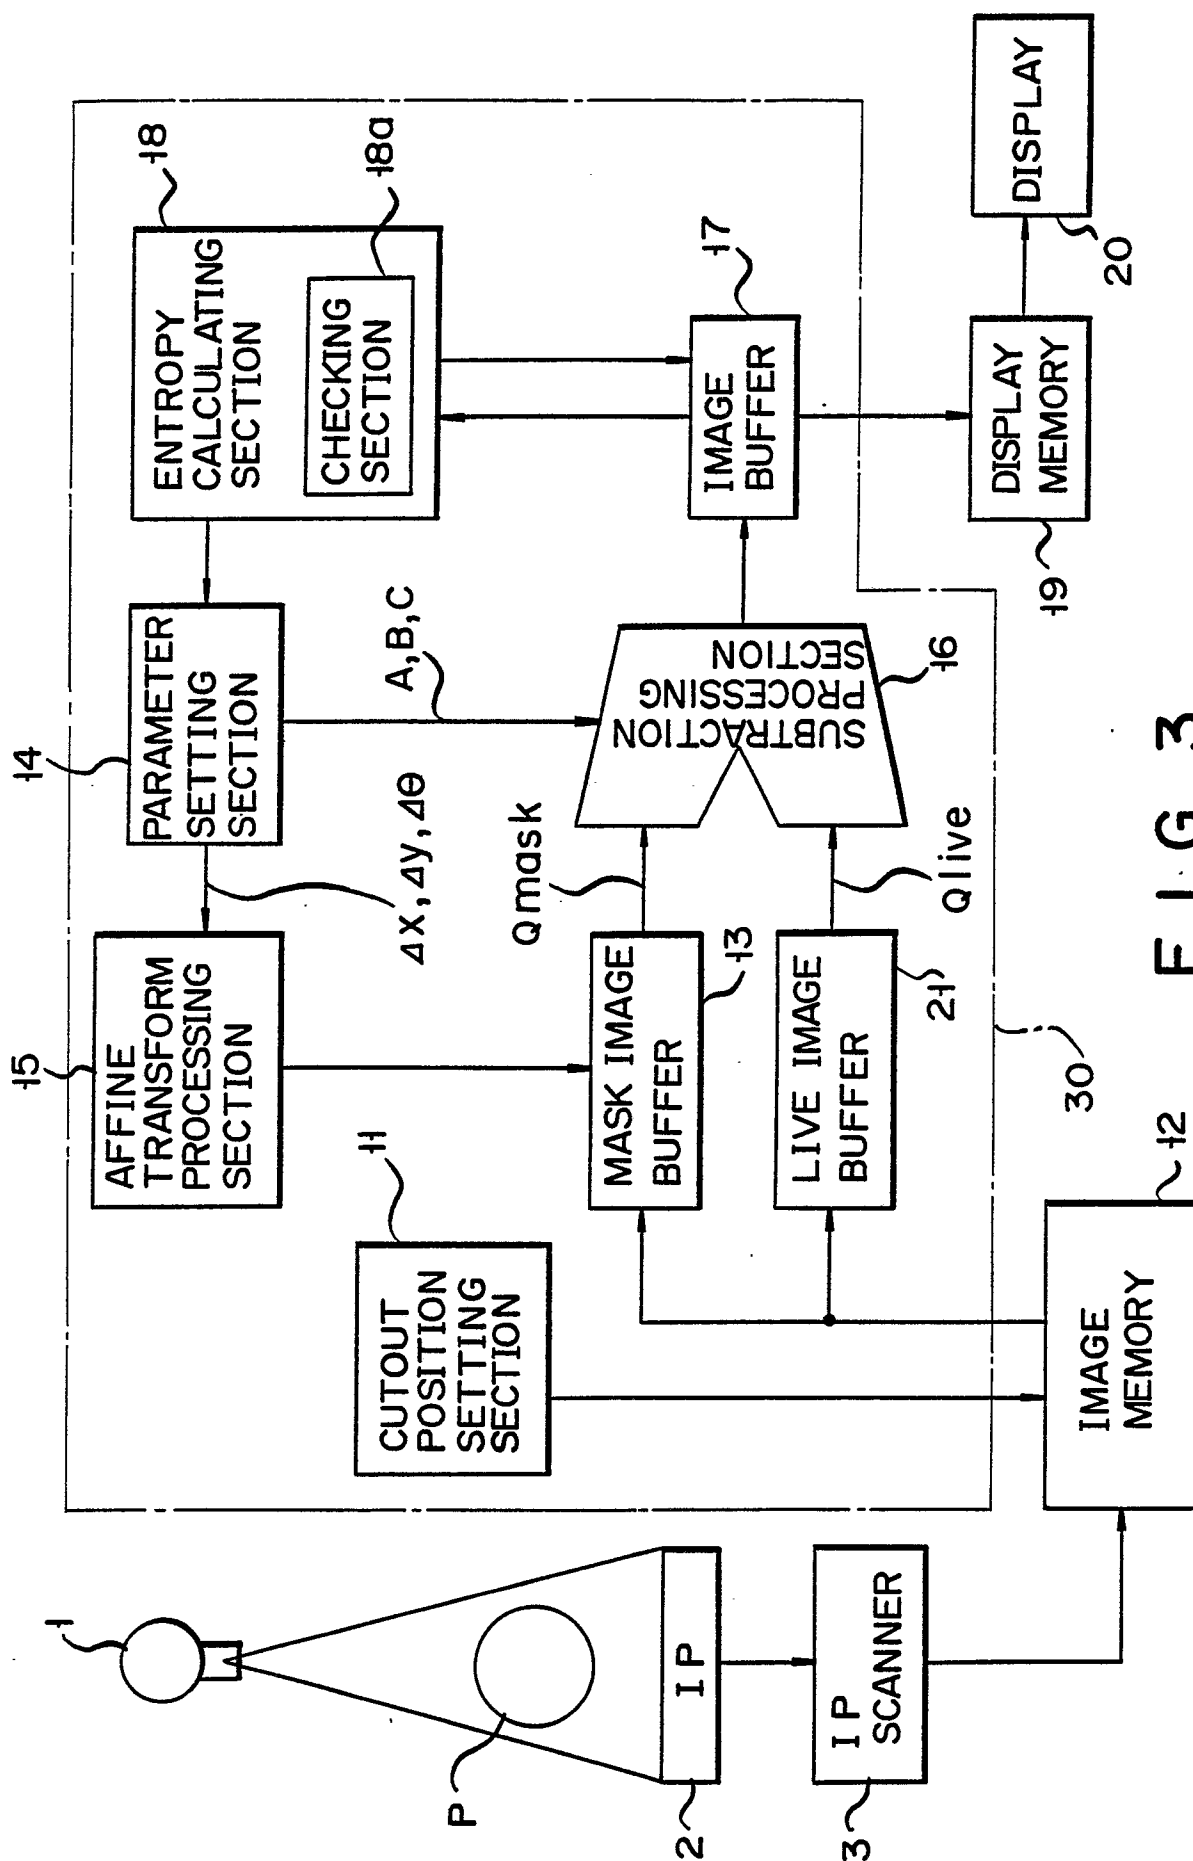 1
P
I P
2
I P
SCANNER
3
15
AFFINE
TRANSFORM
PROCESSING
SECTION
14
PARAMETER
SETTING
SECTION
18
ENTROPY
CALCULATING
SECTION
18a
CHECKING
SECTION
Δx, Δy, Δθ
A, B, C
11
CUTOUT
POSITION
SETTING
SECTION
MASK IMAGE
BUFFER
13
Qmask
LIVE IMAGE
BUFFER
21
Qlive
SUBTRACTION
PROCESSING
SECTION
16
17
IMAGE
BUFFER
30
12
IMAGE
MEMORY
DISPLAY
MEMORY
19
DISPLAY
20
F I G 3